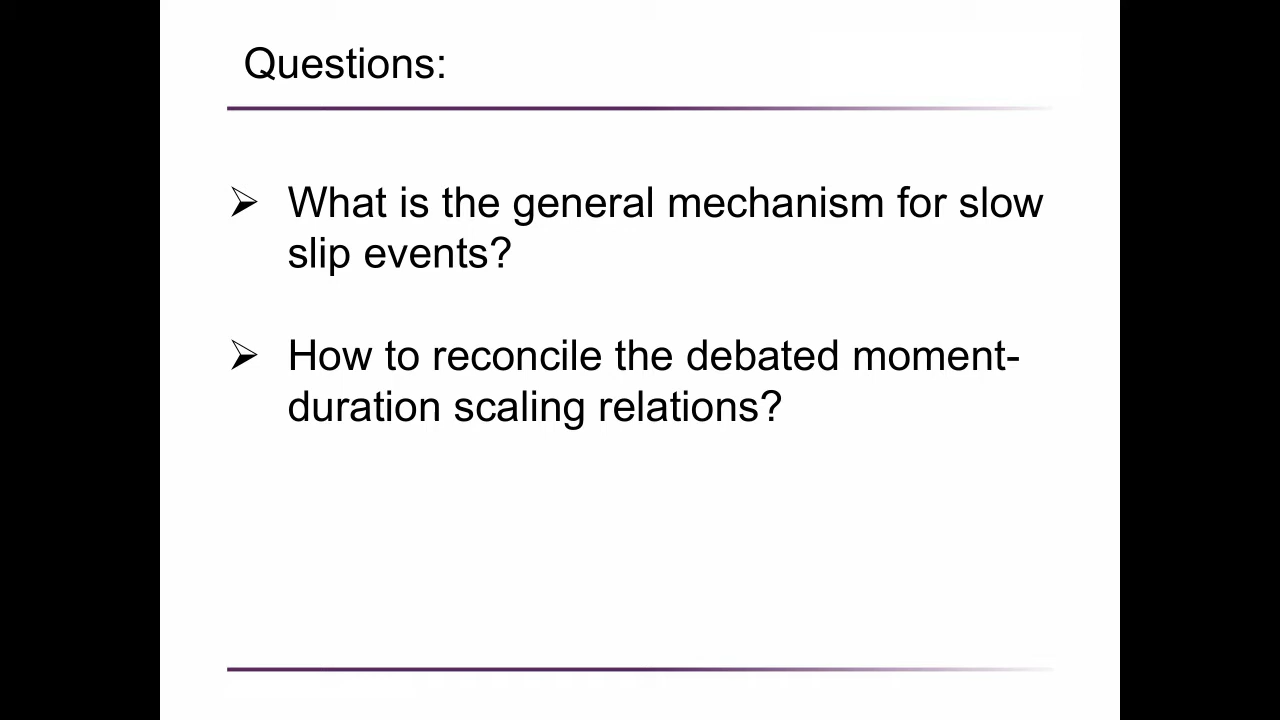 Questions:
➢ What is the general mechanism for slow
slip events?
➢ How to reconcile the debated moment-
duration scaling relations?